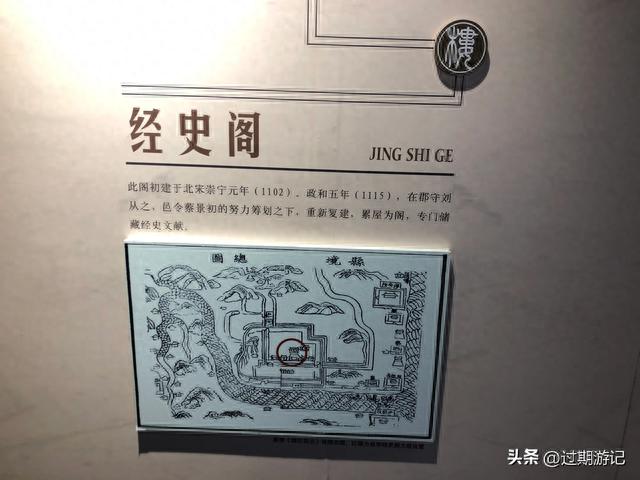 樓
经史阁
JING SHI GE
此阁初建于北宋崇宁元年（1102）。政和五年（1115），在郡守刘
从之，邑令蔡景初的努力筹划之下，重新复建，累屋为阁，专门储
藏经史文献。
圖總 境縣
头条 @过期游记